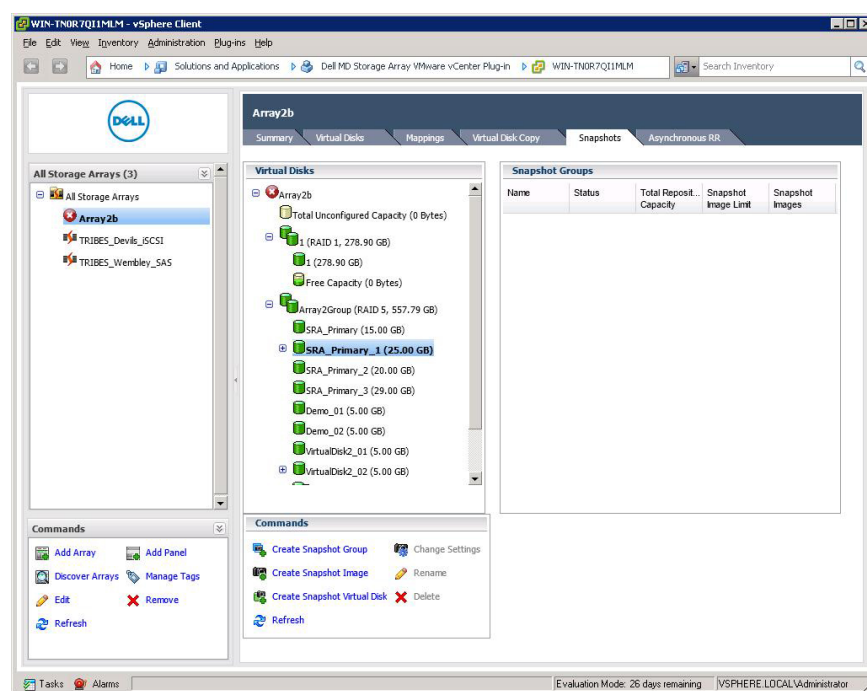 WIN-TN0R7QI1MLM - vSphere Client
File Edit View Inventory Administration Plug-ins Help
Home Solutions and Applications Dell MD Storage Array VMware vCenter Plug-in WIN-TN0R7QI1MLM Search Inventory
DELL
Array2b
Summary Virtual Disks Mappings Virtual Disk Copy Snapshots Asynchronous RR
All Storage Arrays (3)
All Storage Arrays
Array2b
TRIBES_Devils_iSCSI
TRIBES_Wembley_SAS
Virtual Disks
Array2b
Total Unconfigured Capacity (0 Bytes)
1 (RAID 1, 278.90 GB)
1 (278.90 GB)
Free Capacity (0 Bytes)
Array2Group (RAID 5, 557.79 GB)
SRA_Primary (15.00 GB)
SRA_Primary_1 (25.00 GB)
SRA_Primary_2 (20.00 GB)
SRA_Primary_3 (29.00 GB)
Demo_01 (5.00 GB)
Demo_02 (5.00 GB)
VirtualDisk2_01 (5.00 GB)
VirtualDisk2_02 (5.00 GB)
Snapshot Groups
Name Status Total Reposit... Capacity Snapshot Image Limit Snapshot Images
Commands
Add Array Add Panel
Discover Arrays Manage Tags
Edit Remove
Refresh
Commands
Create Snapshot Group Change Settings
Create Snapshot Image Rename
Create Snapshot Virtual Disk Delete
Refresh
Tasks Alarms Evaluation Mode: 26 days remaining VSPHERE.LOCAL\Administrator